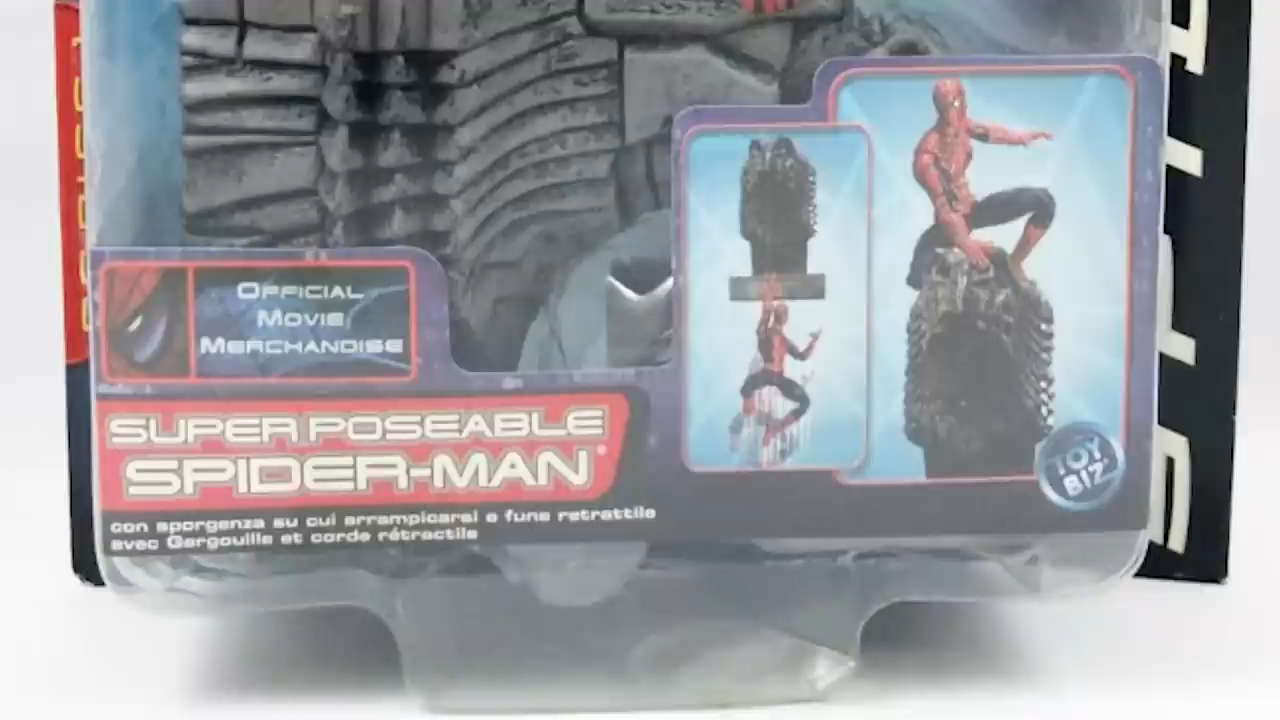 OFFICIAL
MOVIE
MERCHANDISE
SUPER POSEABLE
SPIDER-MAN®
con sporgenza su cui arrampicarsi e fune retrattile
avec Gargouille et corde rétractile
TOY
BIZ